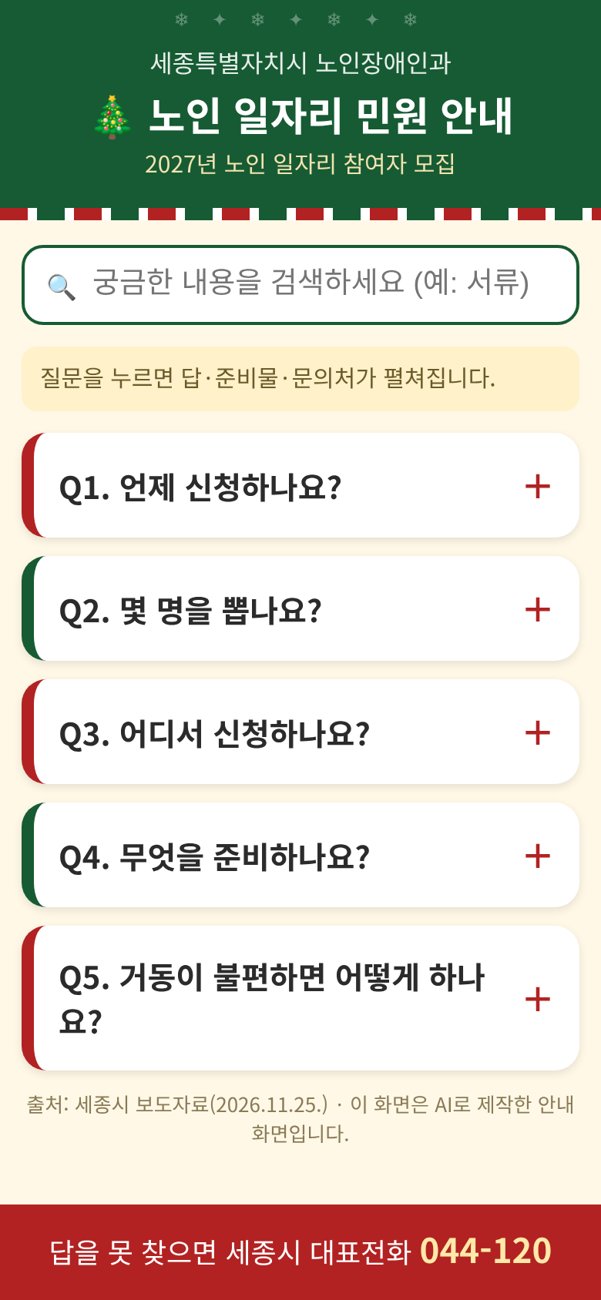 세종특별자치시 노인장애인과
노인 일자리 민원 안내
2027년 노인 일자리 참여자 모집
궁금한 내용을 검색하세요 (예: 서류)
질문을 누르면 답·준비물·문의처가 펼쳐집니다.
Q1. 언제 신청하나요?
Q2. 몇 명을 뽑나요?
Q3. 어디서 신청하나요?
Q4. 무엇을 준비하나요?
Q5. 거동이 불편하면 어떻게 하나
요?
출처: 세종시 보도자료(2026.11.25.) · 이 화면은 AI로 제작한 안내
화면입니다.
답을 못 찾으면 세종시 대표전화 044-120